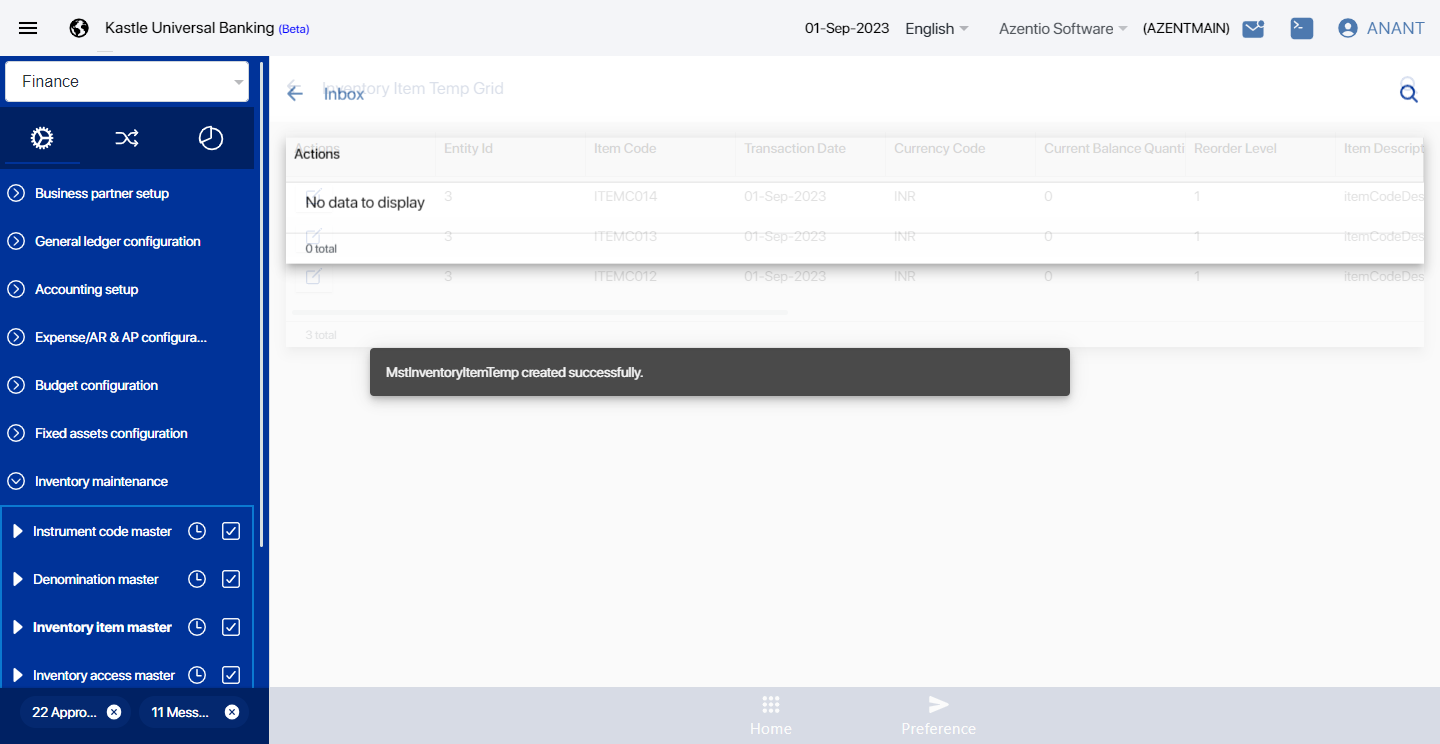 Kastle Universal Banking (Beta)
01-Sep-2023 English Azentio Software (AZENTMAIN) ANANT
Finance
Business partner setup
General ledger configuration
Accounting setup
Expense/AR & AP configura...
Budget configuration
Fixed assets configuration
Inventory maintenance
Instrument code master
Denomination master
Inventory item master
Inventory access master
22 Appro... 11 Mess...
Inventory Item Temp Grid
Inbox
Actions Entity Id Item Code Transaction Date Currency Code Current Balance Quanti Reorder Level Item Descript
Actions
3 ITEMC014 01-Sep-2023 INR 0 1 itemCodeDes
No data to display
3 ITEMC013 01-Sep-2023 INR 0 1 itemCodeDes
0 total
3 ITEMC012 01-Sep-2023 INR 0 1 itemCodeDes
3 total
MstInventoryItemTemp created successfully.
Home Preference